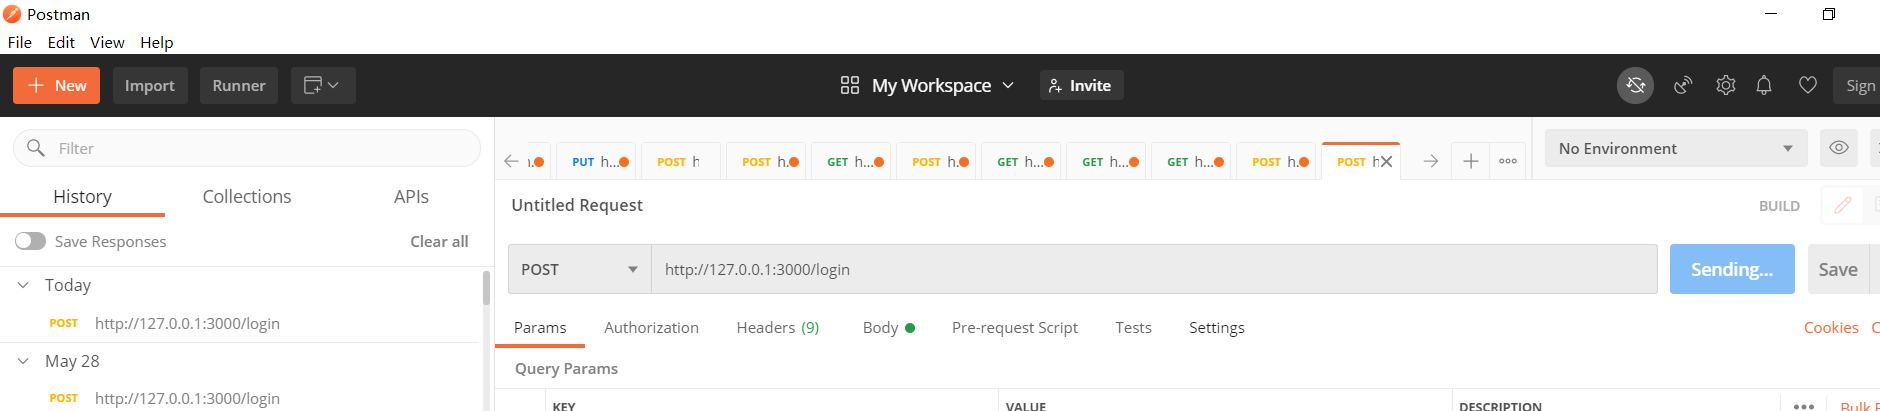 Postman
File Edit View Help
New Import Runner My Workspace Invite Sign
Filter
PUT h... POST h POST h. GET h... POST h. GET h... GET h... GET h... POST h. POST h No Environment
History Collections APIs
Untitled Request BUILD
Save Responses Clear all
POST http://127.0.0.1:3000/login Sending... Save
Today
POST http://127.0.0.1:3000/login
Params Authorization Headers (9) Body Pre-request Script Tests Settings Cookies
May 28
Query Params
POST http://127.0.0.1:3000/login
KEY VALUE DESCRIPTION Bulk